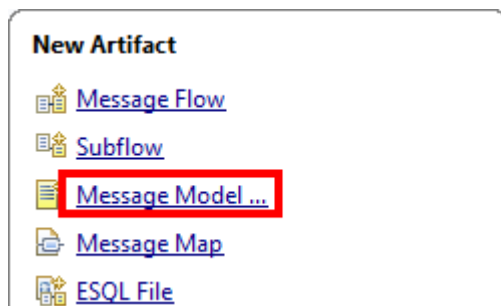 New Artifact
Message Flow
Subflow
Message Model ...
Message Map
ESQL File